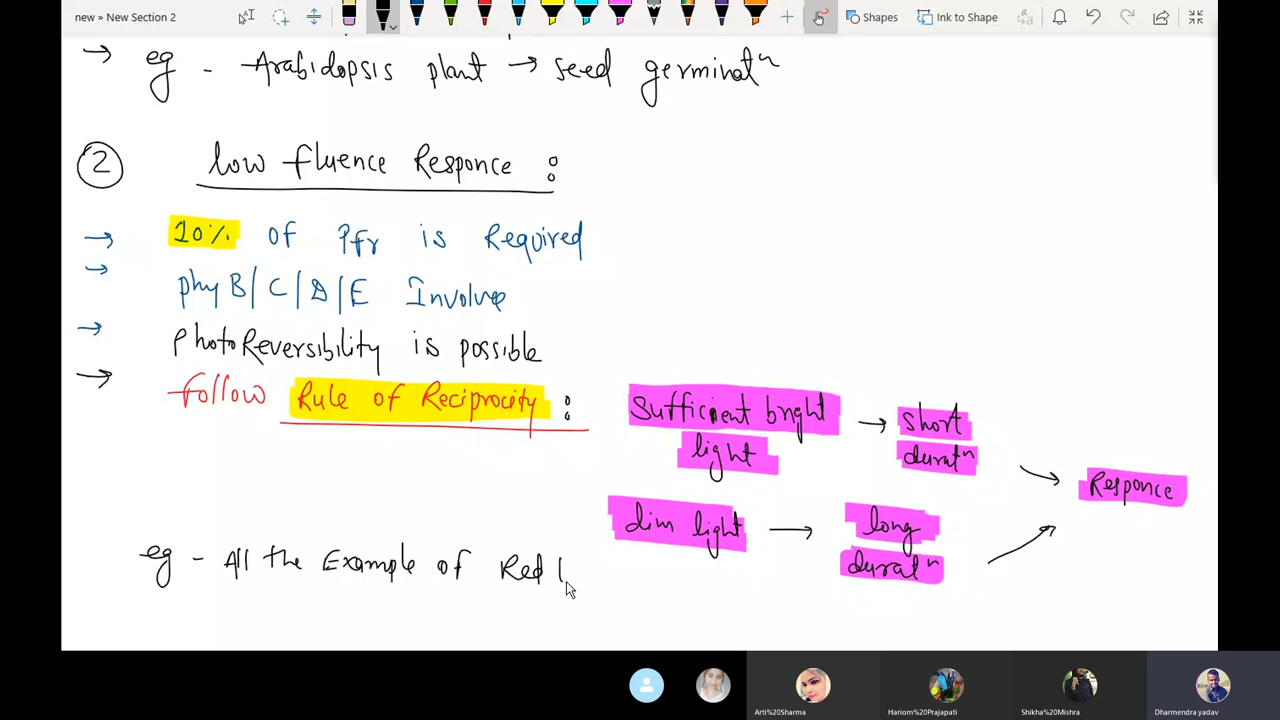 new » New Section 2
Shapes
Ink to Shape
→ eg - Arabidopsis plant → seed germinatⁿ
② low fluence Responce :
→ 10% of Pfr is Required
→ phy B/C/D/E Involve
→ PhotoReversibility is possible
→ follow Rule of Reciprocity :
Sufficient bright light → short duratⁿ
dim light → long duratⁿ
Responce
eg - All the Example of Red l
Arti%20Sharma
Hariom%20Prajapati
Shikha%20Mishra
Dharmendra yadav